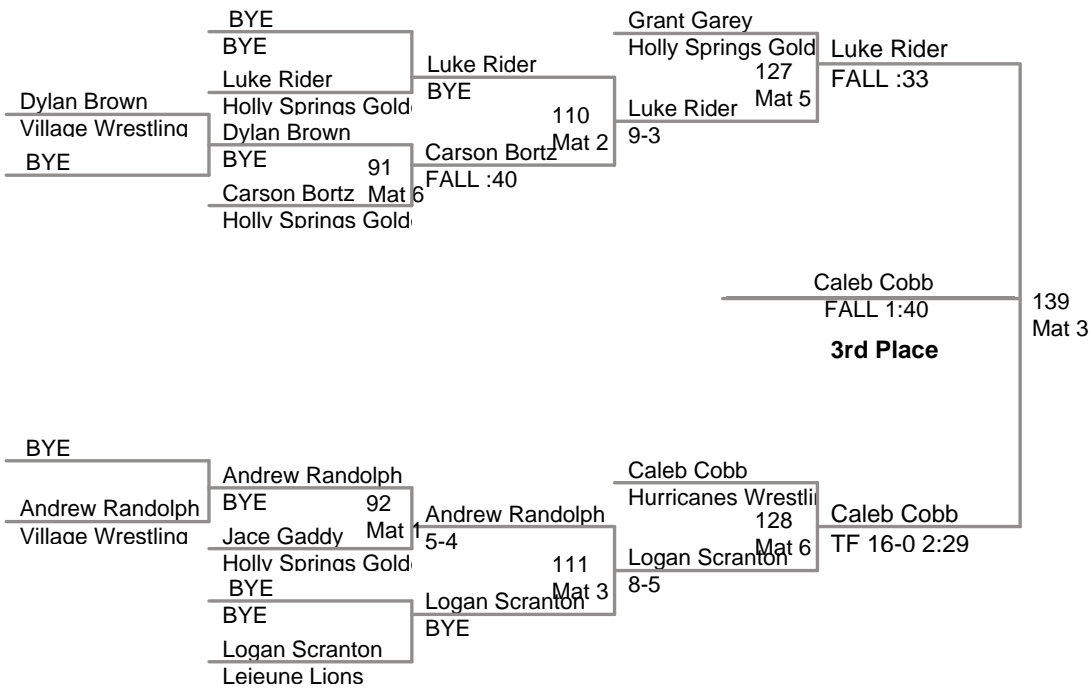 BYE
BYE
Luke Rider
Holly Springs Golde
Dylan Brown
Village Wrestling
BYE
Dylan Brown
BYE
91
Mat 6
Carson Bortz
Holly Springs Golde
Luke Rider
BYE
110
Mat 2
Carson Bortz
FALL :40
Grant Garey
Holly Springs Gold
127
Mat 5
Luke Rider
9-3
Luke Rider
FALL :33
Caleb Cobb
FALL 1:40
3rd Place
139
Mat 3
BYE
Andrew Randolph
Village Wrestling
Andrew Randolph
BYE
92
Mat 1
Jace Gaddy
Holly Springs Golde
BYE
BYE
Logan Scranton
Lejeune Lions
Andrew Randolph
5-4
111
Mat 3
Logan Scranton
BYE
Caleb Cobb
Hurricanes Wrestlin
128
Mat 6
Logan Scranton
8-5
Caleb Cobb
TF 16-0 2:29